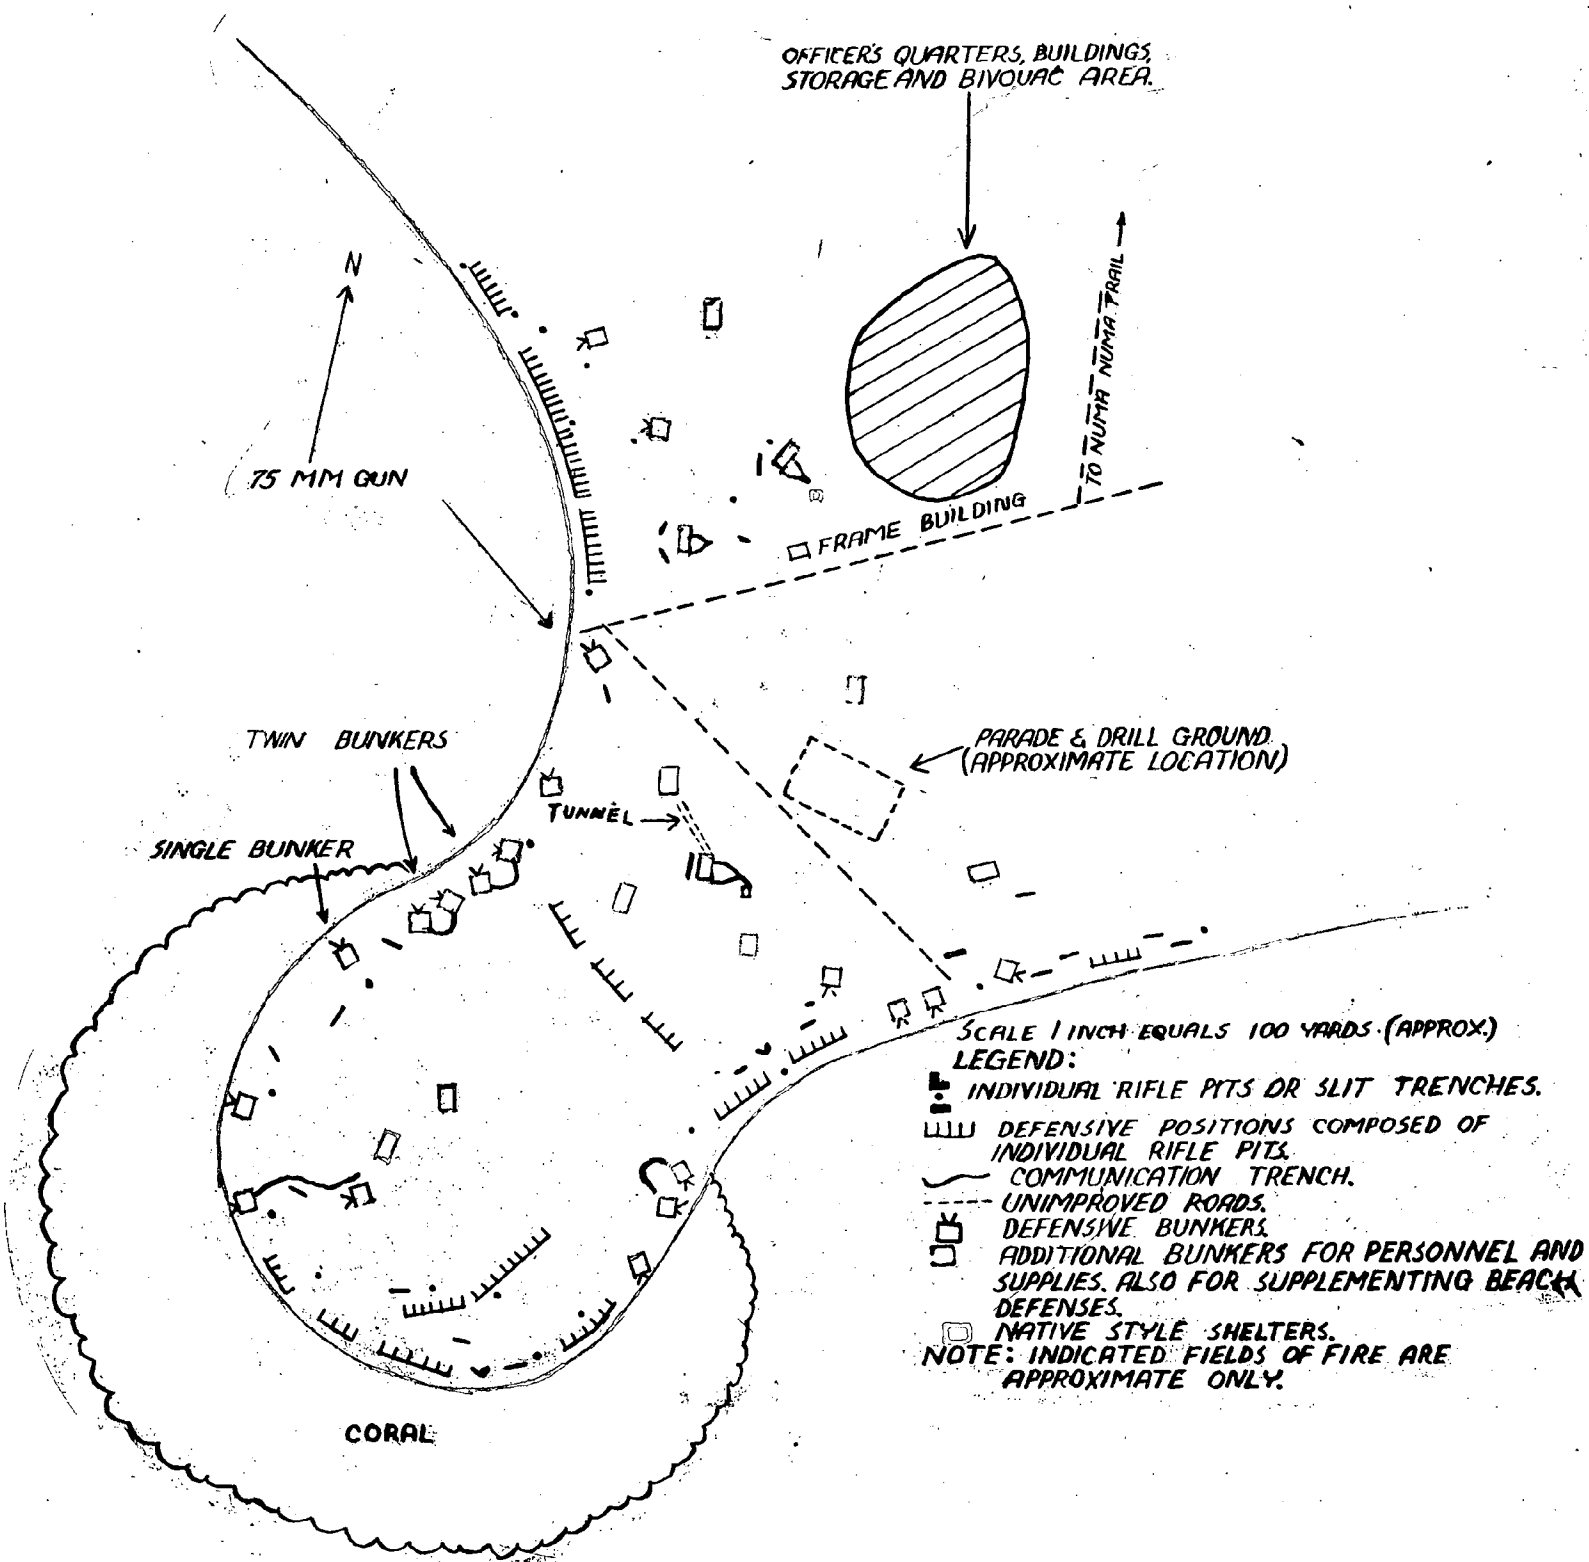 OFFICER'S QUARTERS, BUILDINGS,
STORAGE AND BIVOUAC AREA.
N
TO NUMA NUMA TRAIL
75 MM GUN
FRAME BUILDING
TWIN BUNKERS
PARADE & DRILL GROUND
(APPROXIMATE LOCATION)
TUNNEL
SINGLE BUNKER
SCALE 1 INCH EQUALS 100 YARDS (APPROX.)
LEGEND:
INDIVIDUAL RIFLE PITS OR SLIT TRENCHES.
DEFENSIVE POSITIONS COMPOSED OF
INDIVIDUAL RIFLE PITS.
COMMUNICATION TRENCH.
UNIMPROVED ROADS.
DEFENSIVE BUNKERS.
ADDITIONAL BUNKERS FOR PERSONNEL AND
SUPPLIES. ALSO FOR SUPPLEMENTING BEACH
DEFENSES.
NATIVE STYLE SHELTERS.
NOTE: INDICATED FIELDS OF FIRE ARE
APPROXIMATE ONLY.
CORAL